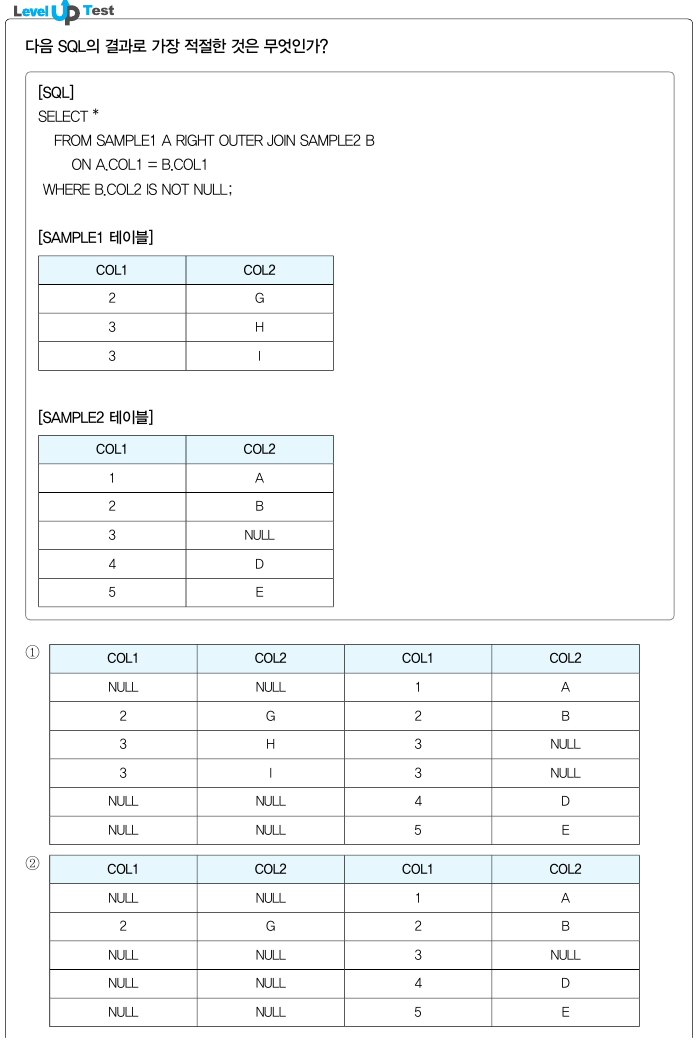 Level Up Test
다음 SQL의 결과로 가장 적절한 것은 무엇인가?
[SQL]
SELECT *
FROM SAMPLE1 A RIGHT OUTER JOIN SAMPLE2 B
ON A.COL1 = B.COL1
WHERE B.COL2 IS NOT NULL;
[SAMPLE1 테이블]
COL1 COL2
2 G
3 H
3 I
[SAMPLE2 테이블]
COL1 COL2
1 A
2 B
3 NULL
4 D
5 E
①
COL1 COL2 COL1 COL2
NULL NULL 1 A
2 G 2 B
3 H 3 NULL
3 I 3 NULL
NULL NULL 4 D
NULL NULL 5 E
②
COL1 COL2 COL1 COL2
NULL NULL 1 A
2 G 2 B
NULL NULL 3 NULL
NULL NULL 4 D
NULL NULL 5 E